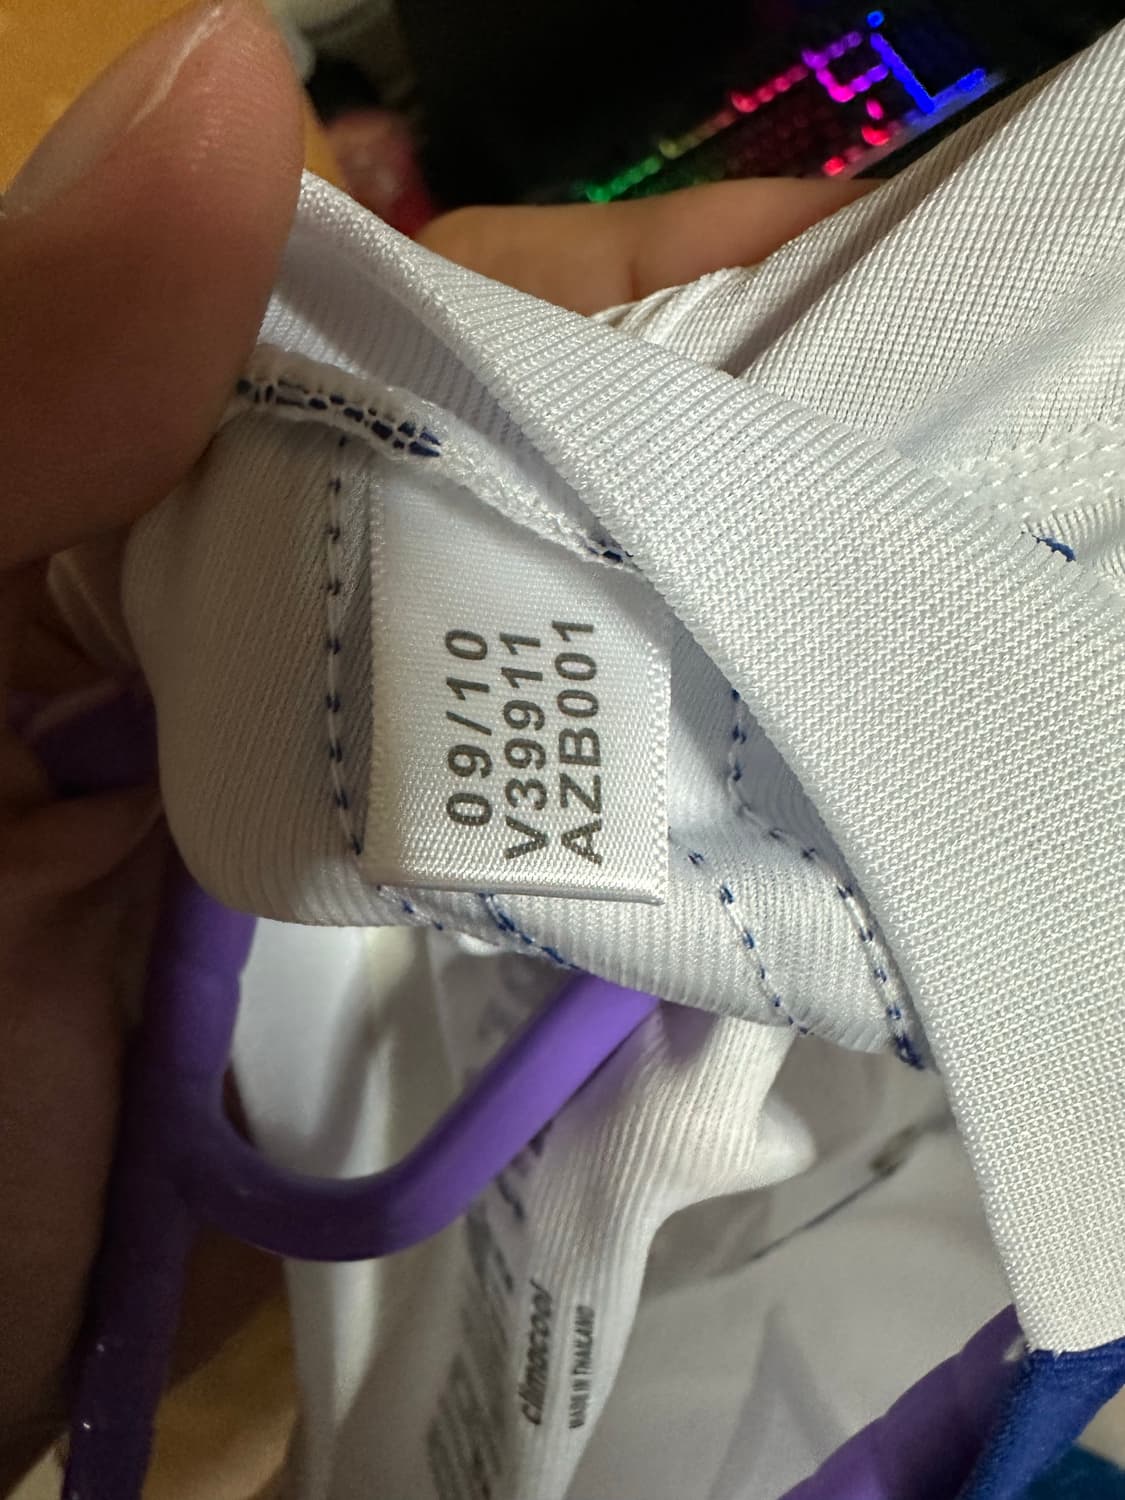 09/10
V39911
AZB001
climacool
MADE IN THAILAND